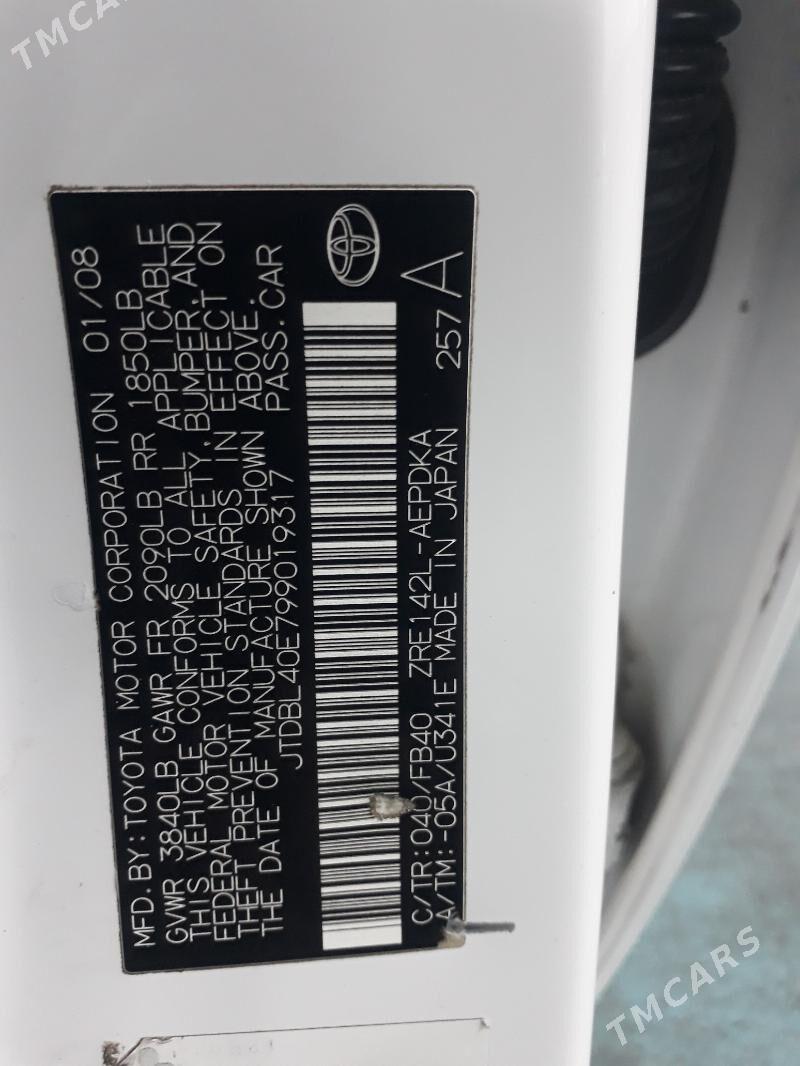 TMCARS
MFD.BY:TOYOTA MOTOR CORPORATION 01/08
GVWR 3840LB GAWR FR 2090LB RR 1850LB
THIS VEHICLE CONFORMS TO ALL APPLICABLE
FEDERAL MOTOR VEHICLE SAFETY,BUMPER,AND
THEFT PREVENTION STANDARDS IN EFFECT ON
THE DATE OF MANUFACTURE SHOWN ABOVE.
JTDBL40E799019317 PASS.CAR
C/TR:040/FB40 ZRE142L-AEPDKA
A/TM:-05A/U341E MADE IN JAPAN 257 A
TMCARS